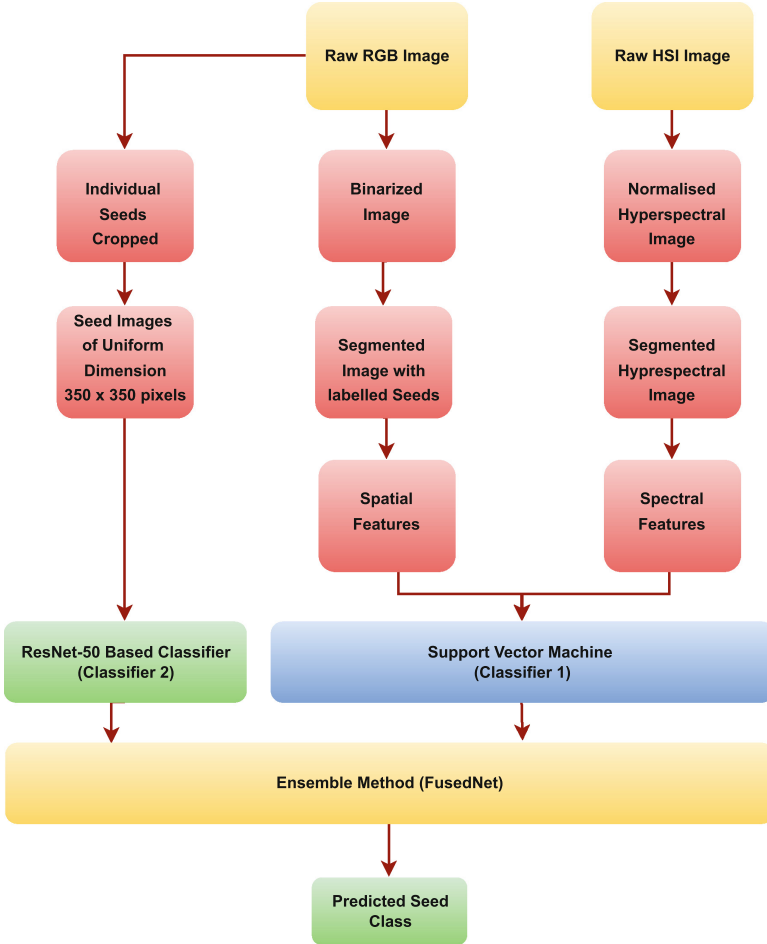 Raw RGB Image
Raw HSI Image
Individual
Seeds
Cropped
Binarized
Image
Normalised
Hyperspectral
Image
Seed Images
of Uniform
Dimension
350 x 350 pixels
Segmented
Image with
labelled Seeds
Segmented
Hyprespectral
Image
Spatial
Features
Spectral
Features
ResNet-50 Based Classifier
(Classifier 2)
Support Vector Machine
(Classifier 1)
Ensemble Method (FusedNet)
Predicted Seed
Class